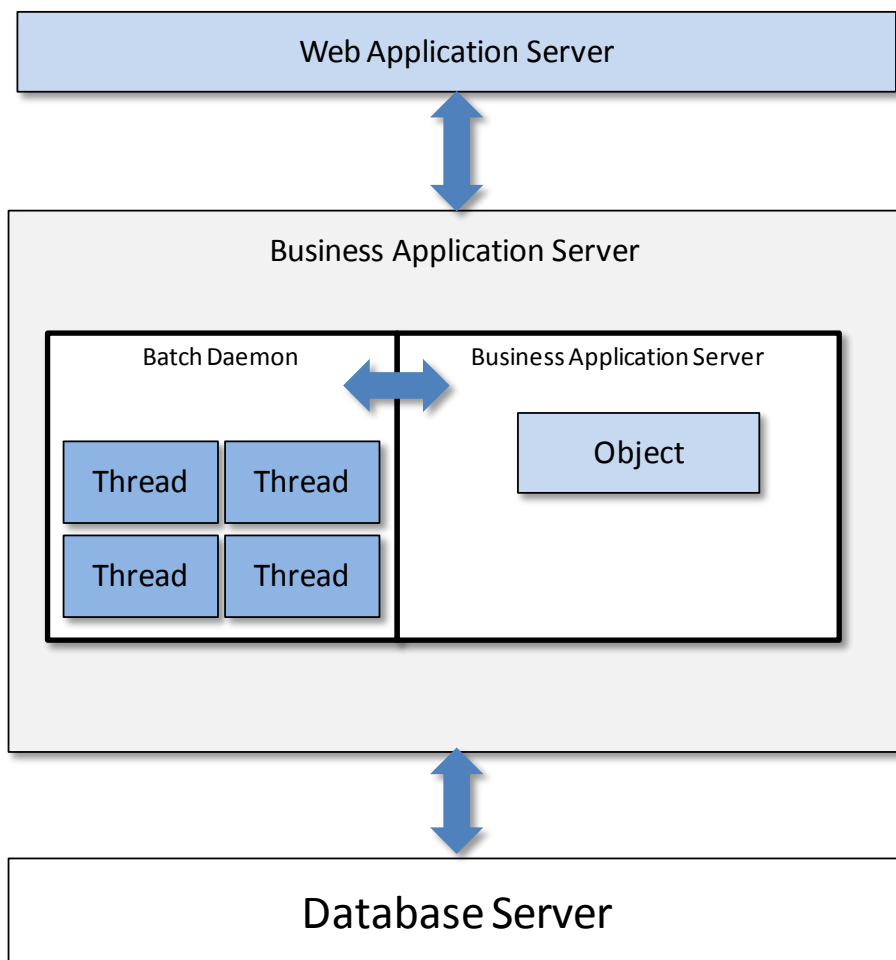 Web Application Server
Business Application Server
Batch Daemon
Business Application Server
Object
Thread
Thread
Thread
Thread
Database Server